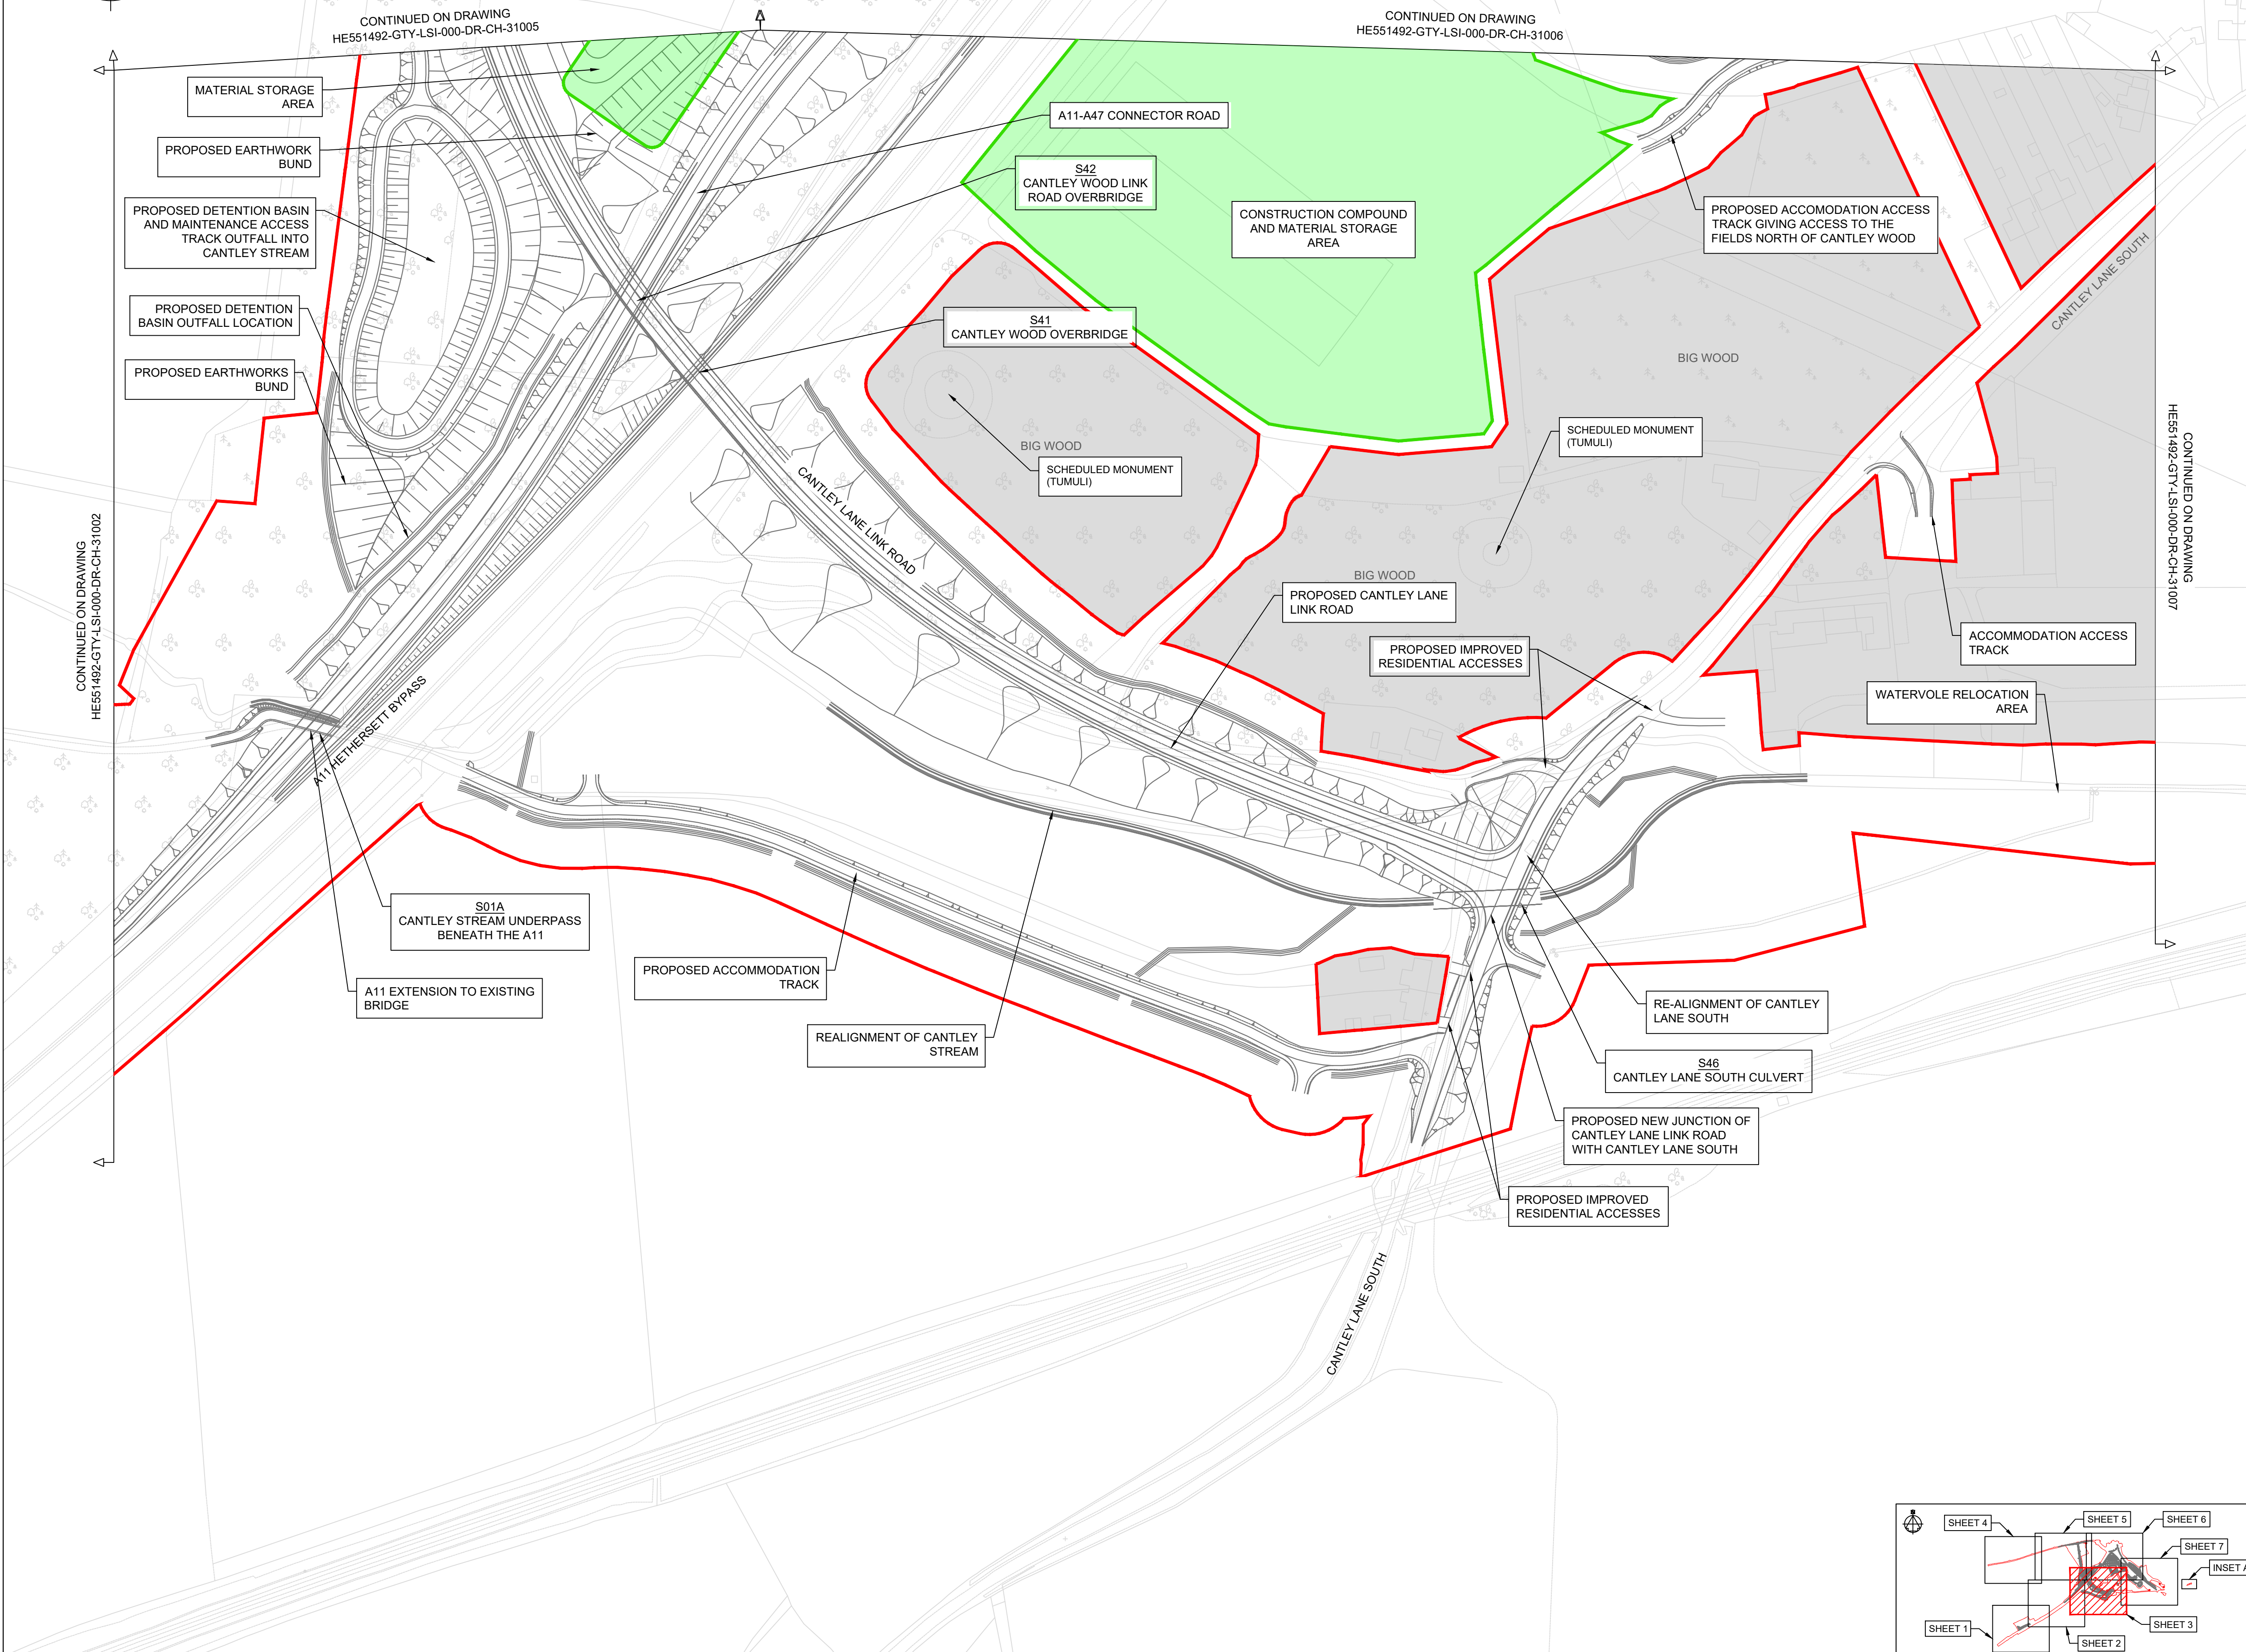 CONTINUED ON DRAWING
HE551492-GTY-LSI-000-DR-CH-31005
CONTINUED ON DRAWING
HE551492-GTY-LSI-000-DR-CH-31006
MATERIAL STORAGE
AREA
PROPOSED EARTHWORK
BUND
PROPOSED DETENTION BASIN
AND MAINTENANCE ACCESS
TRACK OUTFALL INTO
CANTLEY STREAM
PROPOSED DETENTION
BASIN OUTFALL LOCATION
PROPOSED EARTHWORKS
BUND
A11-A47 CONNECTOR ROAD
S42
CANTLEY WOOD LINK
ROAD OVERBRIDGE
CONSTRUCTION COMPOUND
AND MATERIAL STORAGE
AREA
PROPOSED ACCOMODATION ACCESS
TRACK GIVING ACCESS TO THE
FIELDS NORTH OF CANTLEY WOOD
CANTLEY LANE SOUTH
S41
CANTLEY WOOD OVERBRIDGE
BIG WOOD
BIG WOOD
SCHEDULED MONUMENT
(TUMULI)
SCHEDULED MONUMENT
(TUMULI)
CANTLEY LANE LINK ROAD
CONTINUED ON DRAWING
HE551492-GTY-LSI-000-DR-CH-31002
CONTINUED ON DRAWING
HE551492-GTY-LSI-000-DR-CH-31007
BIG WOOD
PROPOSED CANTLEY LANE
LINK ROAD
PROPOSED IMPROVED
RESIDENTIAL ACCESSES
ACCOMMODATION ACCESS
TRACK
WATERVOLE RELOCATION
AREA
A11 HETHERSETT BYPASS
S01A
CANTLEY STREAM UNDERPASS
BENEATH THE A11
A11 EXTENSION TO EXISTING
BRIDGE
PROPOSED ACCOMMODATION
TRACK
REALIGNMENT OF CANTLEY
STREAM
RE-ALIGNMENT OF CANTLEY
LANE SOUTH
S46
CANTLEY LANE SOUTH CULVERT
PROPOSED NEW JUNCTION OF
CANTLEY LANE LINK ROAD
WITH CANTLEY LANE SOUTH
PROPOSED IMPROVED
RESIDENTIAL ACCESSES
CANTLEY LANE SOUTH
SHEET 4
SHEET 5
SHEET 6
SHEET 7
INSET A
SHEET 3
SHEET 1
SHEET 2